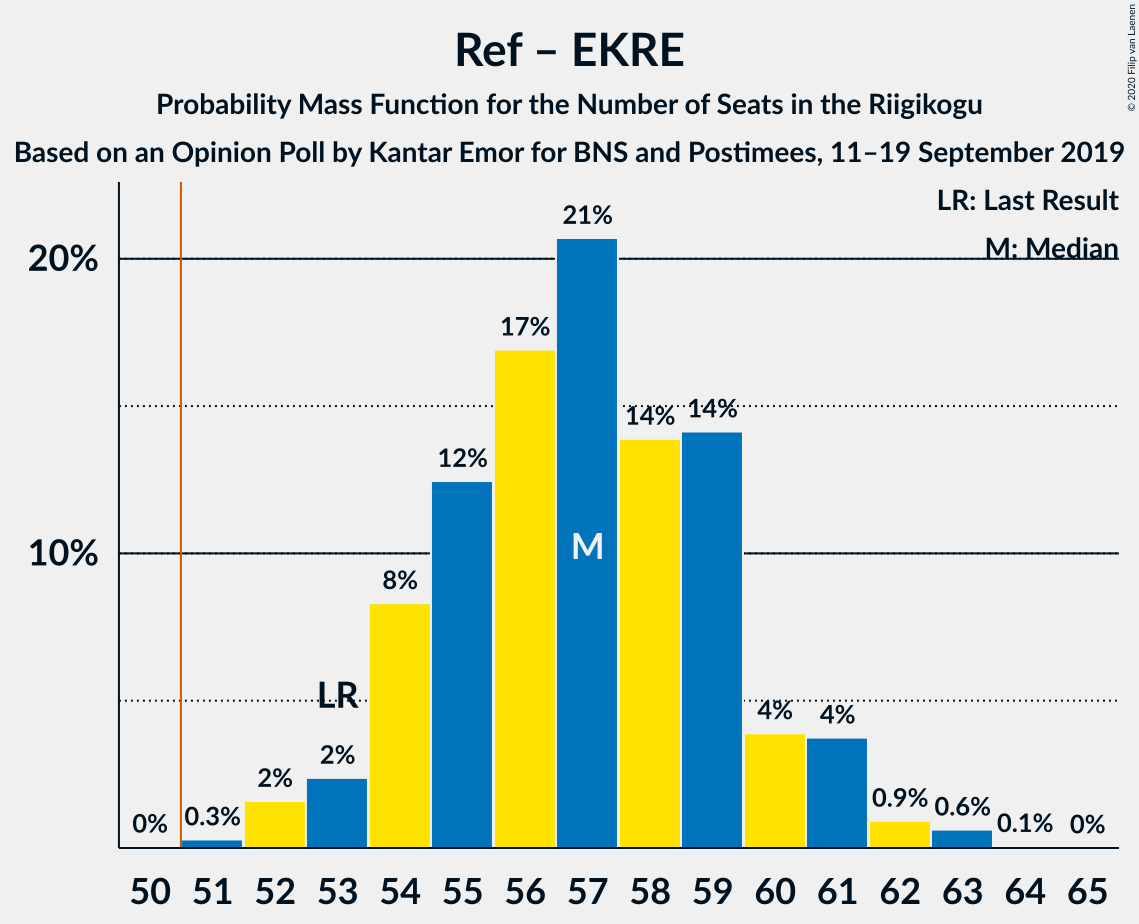 Ref – EKRE
Probability Mass Function for the Number of Seats in the Riigikogu
Based on an Opinion Poll by Kantar Emor for BNS and Postimees, 11–19 September 2019
© 2020 Filip van Laenen
LR: Last Result
M: Median
20%
10%
0%
0.3%
2%
2%
LR
8%
12%
17%
21%
M
14%
14%
4%
4%
0.9%
0.6%
0.1%
0%
50 51 52 53 54 55 56 57 58 59 60 61 62 63 64 65